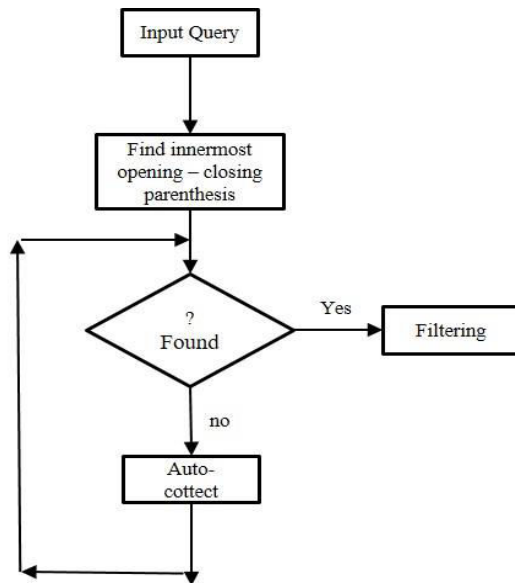 Input Query
Find innermost
opening – closing
parenthesis
?
Found
Yes
Filtering
no
Auto-
cottect